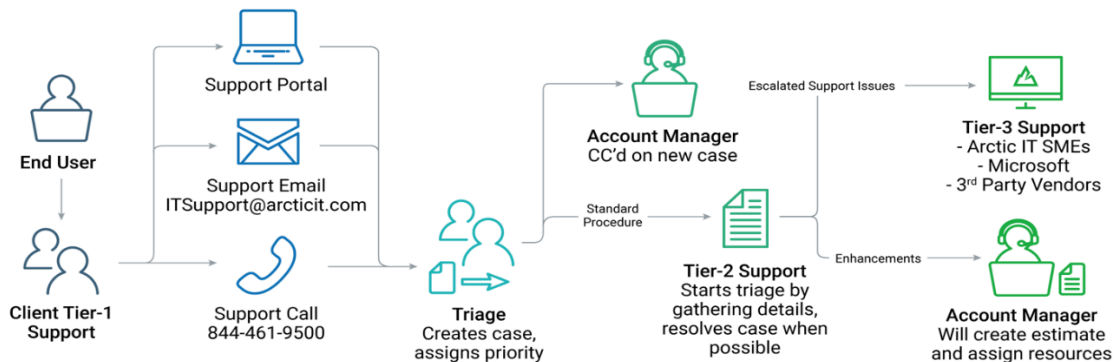 End User
Client Tier-1
Support
Support Portal
Support Email
ITSupport@arcticit.com
Support Call
844-461-9500
Triage
Creates case,
assigns priority
Account Manager
CC'd on new case
Standard
Procedure
Tier-2 Support
Starts triage by
gathering details,
resolves case when
possible
Escalated Support Issues
Tier-3 Support
- Arctic IT SMEs
- Microsoft
- 3rd Party Vendors
Enhancements
Account Manager
Will create estimate
and assign resources